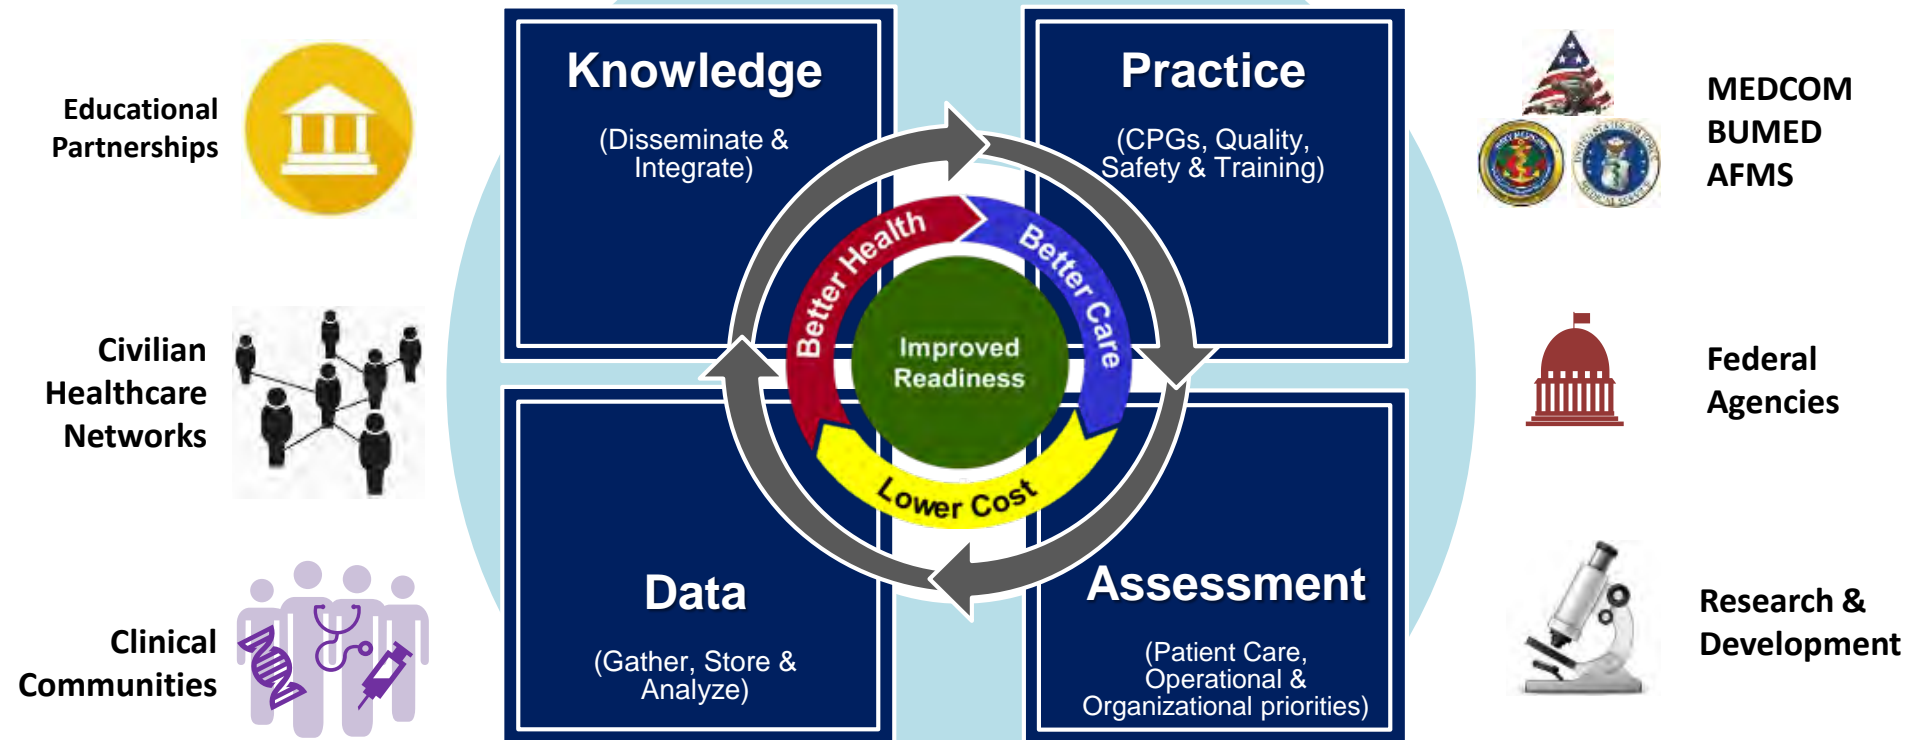 Educational
Partnerships
Civilian
Healthcare
Networks
Clinical
Communities
Knowledge
(Disseminate &
Integrate)
Practice
(CPGs, Quality,
Safety & Training)
Better Health
Better Care
Lower Cost
Improved
Readiness
Data
(Gather, Store &
Analyze)
Assessment
(Patient Care,
Operational &
Organizational priorities)
MEDCOM
BUMED
AFMS
Federal
Agencies
Research &
Development